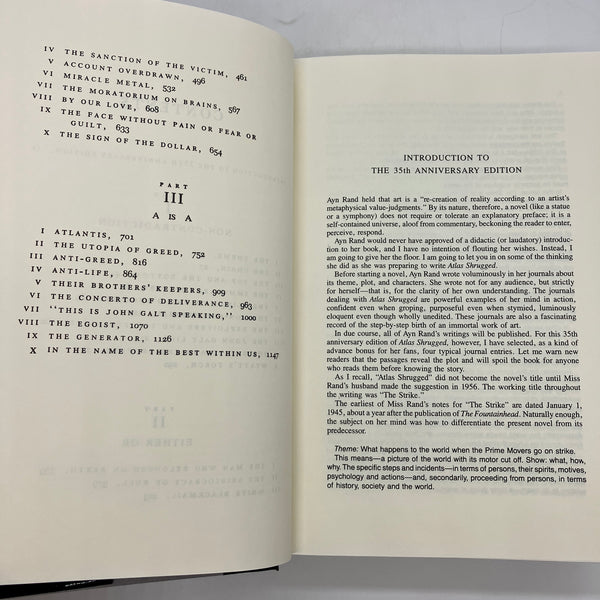 IV THE SANCTION OF THE VICTIM, 461
V ACCOUNT OVERDRAWN, 496
VI MIRACLE METAL, 532
VII THE MORATORIUM ON BRAINS, 567
VIII BY OUR LOVE, 608
IX THE FACE WITHOUT PAIN OR FEAR OR
GUILT, 633
X THE SIGN OF THE DOLLAR, 654
PART
III
A IS A
I ATLANTIS, 701
II THE UTOPIA OF GREED, 752
III ANTI-GREED, 816
IV ANTI-LIFE, 864
V THEIR BROTHERS' KEEPERS, 909
VI THE CONCERTO OF DELIVERANCE, 963
VII "THIS IS JOHN GALT SPEAKING," 1000
VIII THE EGOIST, 1070
IX THE GENERATOR, 1126
X IN THE NAME OF THE BEST WITHIN US, 1147
INTRODUCTION TO
THE 35th ANNIVERSARY EDITION
Ayn Rand held that art is a "re-creation of reality according to an artist's
metaphysical value-judgments." By its nature, therefore, a novel (like a statue
or a symphony) does not require or tolerate an explanatory preface; it is a
self-contained universe, aloof from commentary, beckoning the reader to enter,
perceive, respond.
Ayn Rand would never have approved of a didactic (or laudatory) introduc-
tion to her book, and I have no intention of flouting her wishes. Instead, I
am going to give her the floor. I am going to let you in on some of the thinking
she did as she was preparing to write Atlas Shrugged.
Before starting a novel, Ayn Rand wrote voluminously in her journals about
its theme, plot, and characters. She wrote not for any audience, but strictly
for herself—that is, for the clarity of her own understanding. The journals
dealing with Atlas Shrugged are powerful examples of her mind in action,
confident even when groping, purposeful even when stymied, luminously
eloquent even though wholly unedited. These journals are also a fascinating
record of the step-by-step birth of an immortal work of art.
In due course, all of Ayn Rand's writings will be published. For this 35th
anniversary edition of Atlas Shrugged, however, I have selected, as a kind of
advance bonus for her fans, four typical journal entries. Let me warn new
readers that the passages reveal the plot and will spoil the book for anyone
who reads them before knowing the story.
As I recall, "Atlas Shrugged" did not become the novel's title until Miss
Rand's husband made the suggestion in 1956. The working title throughout
the writing was "The Strike."
The earliest of Miss Rand's notes for "The Strike" are dated January 1,
1945, about a year after the publication of The Fountainhead. Naturally enough,
the subject on her mind was how to differentiate the present novel from its
predecessor.
Theme: What happens to the world when the Prime Movers go on strike.
This means—a picture of the world with its motor cut off. Show: what, how,
why. The specific steps and incidents—in terms of persons, their spirits, motives,
psychology and actions—and, secondarily, proceeding from persons, in terms
of history, society and the world.